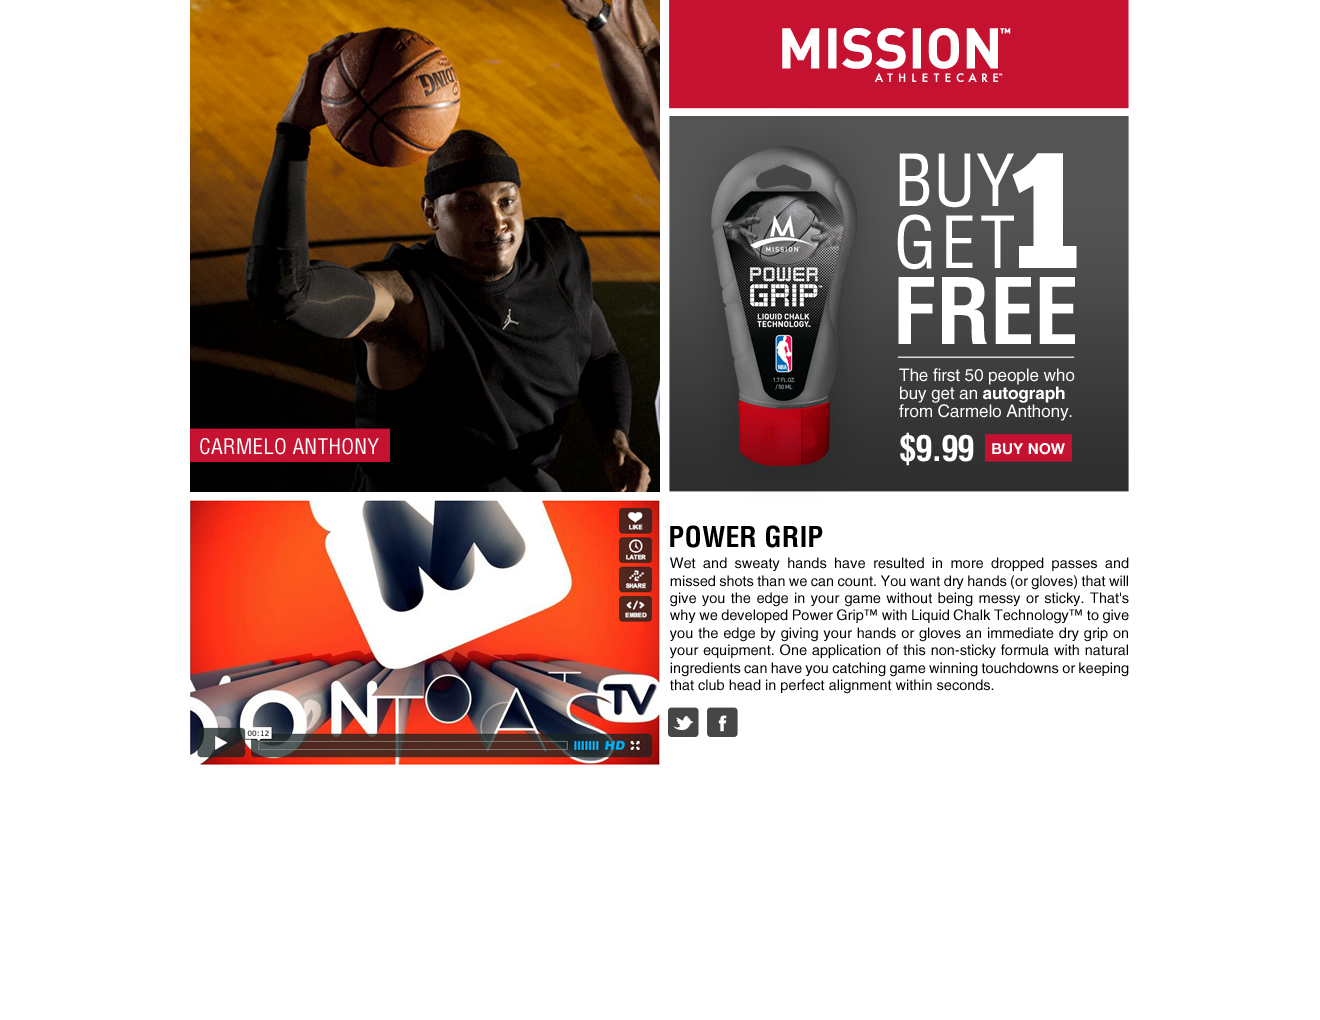 SPALDING
CARMELO ANTHONY
MISSION™
ATHLETECARE™
M
MISSION
POWER
GRIP™
LIQUID CHALK
TECHNOLOGY™
NBA
1.7 FL OZ.
/ 50 ML
BUY 1
GET
FREE
The first 50 people who
buy get an autograph
from Carmelo Anthony.
$9.99 BUY NOW
LIKE
LATER
SHARE
EMBED
M
TV
00:12
HD
POWER GRIP
Wet and sweaty hands have resulted in more dropped passes and
missed shots than we can count. You want dry hands (or gloves) that will
give you the edge in your game without being messy or sticky. That's
why we developed Power Grip™ with Liquid Chalk Technology™ to give
you the edge by giving your hands or gloves an immediate dry grip on
your equipment. One application of this non-sticky formula with natural
ingredients can have you catching game winning touchdowns or keeping
that club head in perfect alignment within seconds.